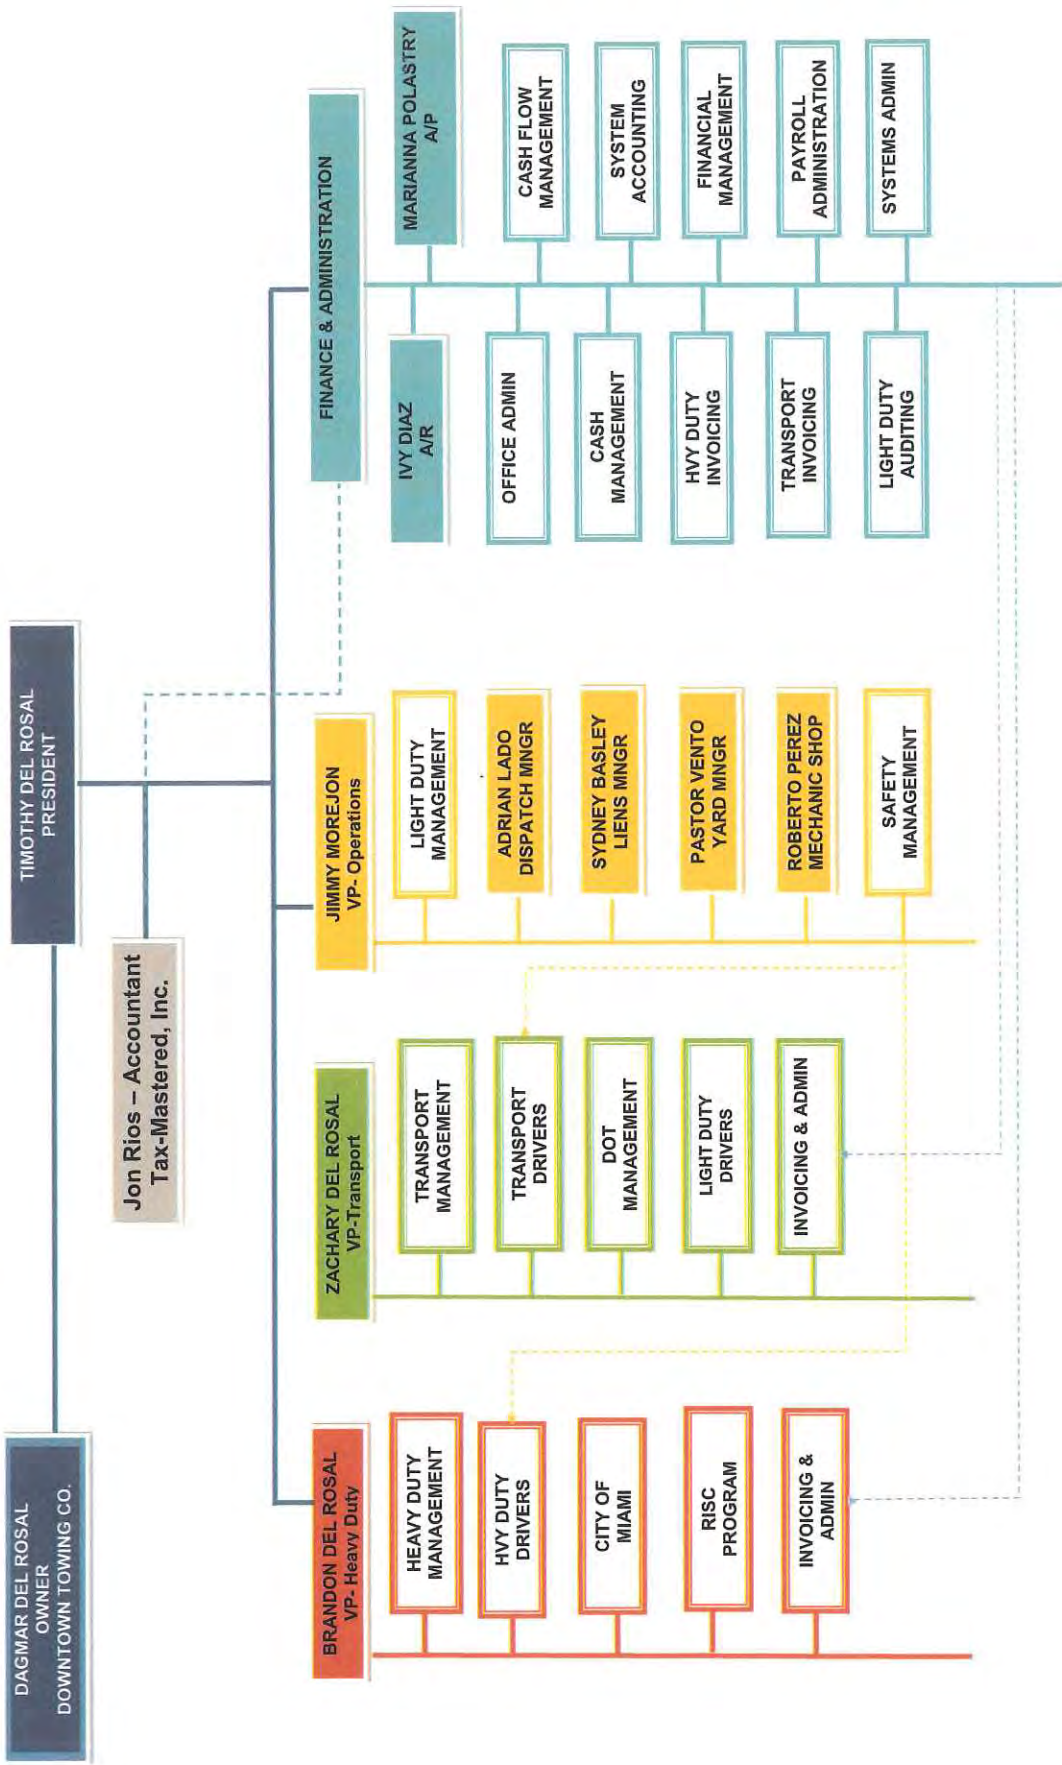 DAGMAR DEL ROSAL
OWNER
DOWNTOWN TOWING CO.
TIMOTHY DEL ROSAL
PRESIDENT
Jon Rios – Accountant
Tax-Mastered, Inc.
BRANDON DEL ROSAL
VP- Heavy Duty
HEAVY DUTY
MANAGEMENT
HVY DUTY
DRIVERS
CITY OF
MIAMI
RISC
PROGRAM
INVOICING &
ADMIN
ZACHARY DEL ROSAL
VP-Transport
TRANSPORT
MANAGEMENT
TRANSPORT
DRIVERS
DOT
MANAGEMENT
LIGHT DUTY
DRIVERS
INVOICING & ADMIN
JIMMY MOREJON
VP- Operations
LIGHT DUTY
MANAGEMENT
ADRIAN LADO
DISPATCH MNGR
SYDNEY BASLEY
LIENS MNGR
PASTOR VENTO
YARD MNGR
ROBERTO PEREZ
MECHANIC SHOP
SAFETY
MANAGEMENT
FINANCE & ADMINISTRATION
IVY DIAZ
A/R
OFFICE ADMIN
CASH
MANAGEMENT
HVY DUTY
INVOICING
TRANSPORT
INVOICING
LIGHT DUTY
AUDITING
MARIANNA POLASTRY
A/P
CASH FLOW
MANAGEMENT
SYSTEM
ACCOUNTING
FINANCIAL
MANAGEMENT
PAYROLL
ADMINISTRATION
SYSTEMS ADMIN